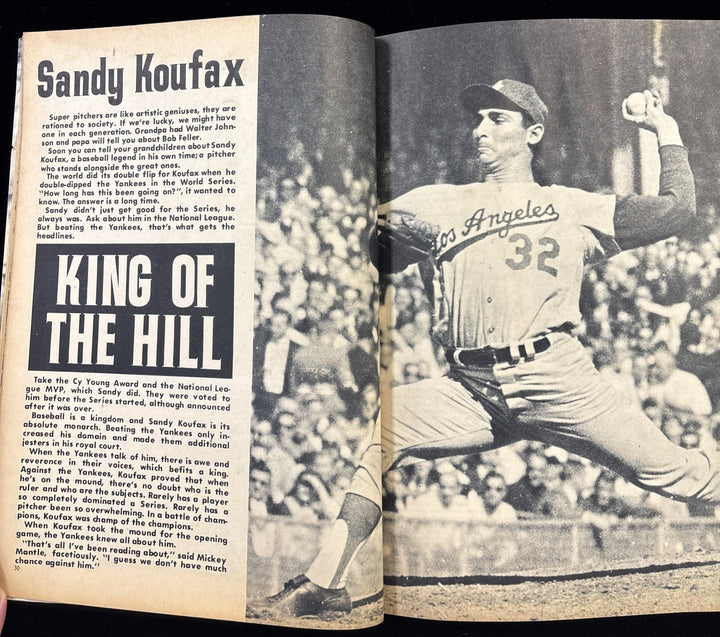 Sandy Koufax
Super pitchers are like artistic geniuses, they are
rationed to society. If we're lucky, we might have
one in each generation. Grandpa had Walter John-
son and papa will tell you about Bob Feller.
Soon you can tell your grandchildren about Sandy
Koufax, a baseball legend in his own time; a pitcher
who stands alongside the great ones.
The world did its double flip for Koufax when he
double-dipped the Yankees in the World Series.
"How long has this been going on?", it wanted to
know. The answer is a long time.
Sandy didn't just get good for the Series, he
always was. Ask about him in the National League.
But beating the Yankees, that's what gets the
headlines.
KING OF
THE HILL
Take the Cy Young Award and the National Lea-
gue MVP, which Sandy did. They were voted to
him before the Series started, although announced
after it was over.
Baseball is a kingdom and Sandy Koufax is its
absolute monarch. Beating the Yankees only in-
creased his domain and made them additional
jesters in his royal court.
When the Yankees talk of him, there is awe and
reverence in their voices, which befits a king.
Against the Yankees, Koufax proved that when
he's on the mound, there's no doubt who is the
ruler and who are the subjects. Rarely has a player
so completely dominated a Series. Rarely has a
pitcher been so overwhelming. In a battle of cham-
pions, Koufax was champ of the champions.
When Koufax took the mound for the opening
game, the Yankees knew all about him.
"That's all I've been reading about," said Mickey
Mantle, facetiously. "I guess we don't have much
chance against him."
30
Los Angeles
32